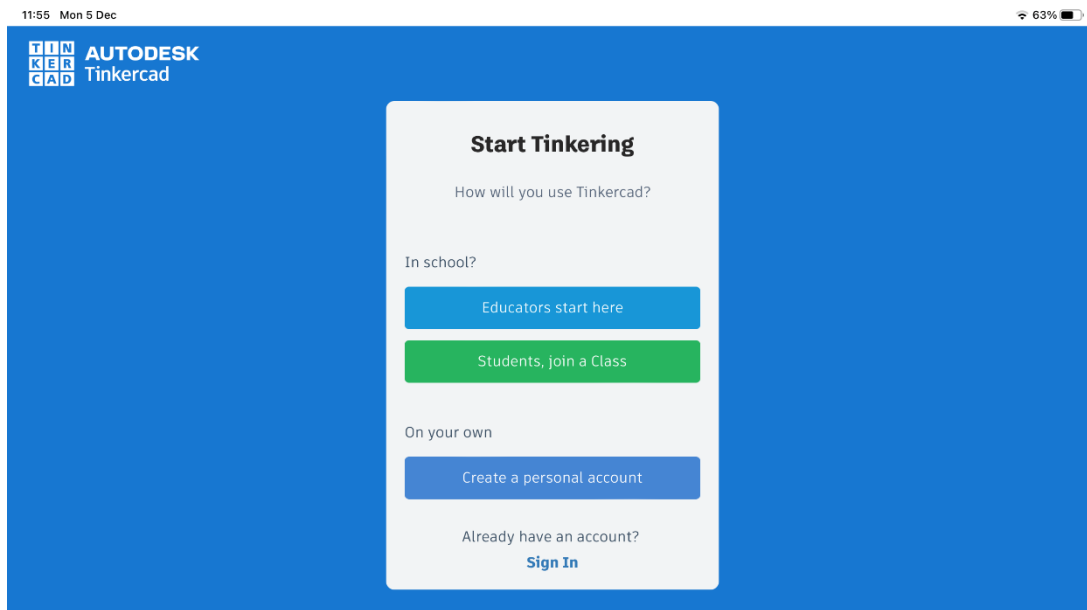 11:55 Mon 5 Dec
63%
TIN
KER
CAD
AUTODESK
Tinkercad
Start Tinkering
How will you use Tinkercad?
In school?
Educators start here
Students, join a Class
On your own
Create a personal account
Already have an account?
Sign In